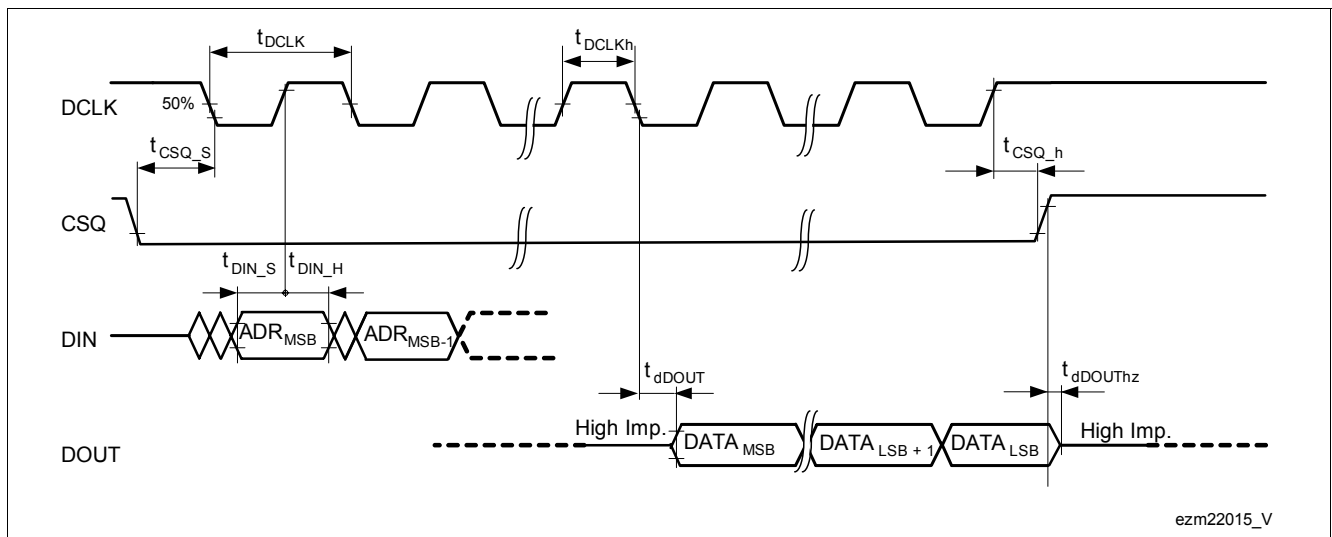 tDCLK
tDCLKh
DCLK
50%
tCSQ_S
tCSQ_h
CSQ
tDIN_S
tDIN_H
DIN
ADRMSB
ADRMSB-1
tdDOUT
tdDOUThz
High Imp.
High Imp.
DOUT
DATAMSB
DATALSB + 1
DATALSB
ezm22015_V